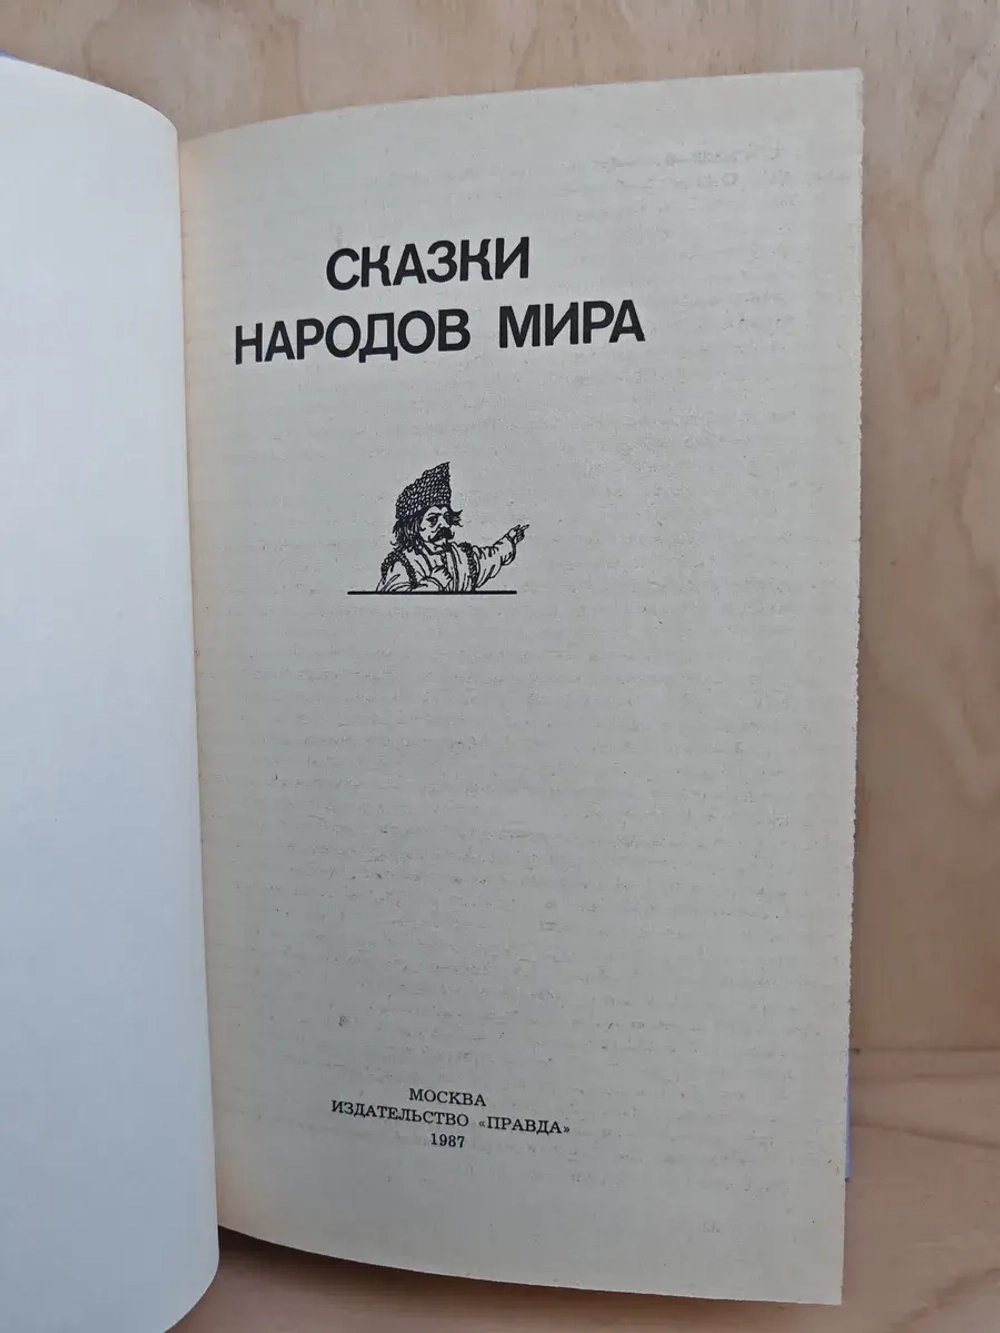 СКАЗКИ
НАРОДОВ МИРА
МОСКВА
ИЗДАТЕЛЬСТВО «ПРАВДА»
1987